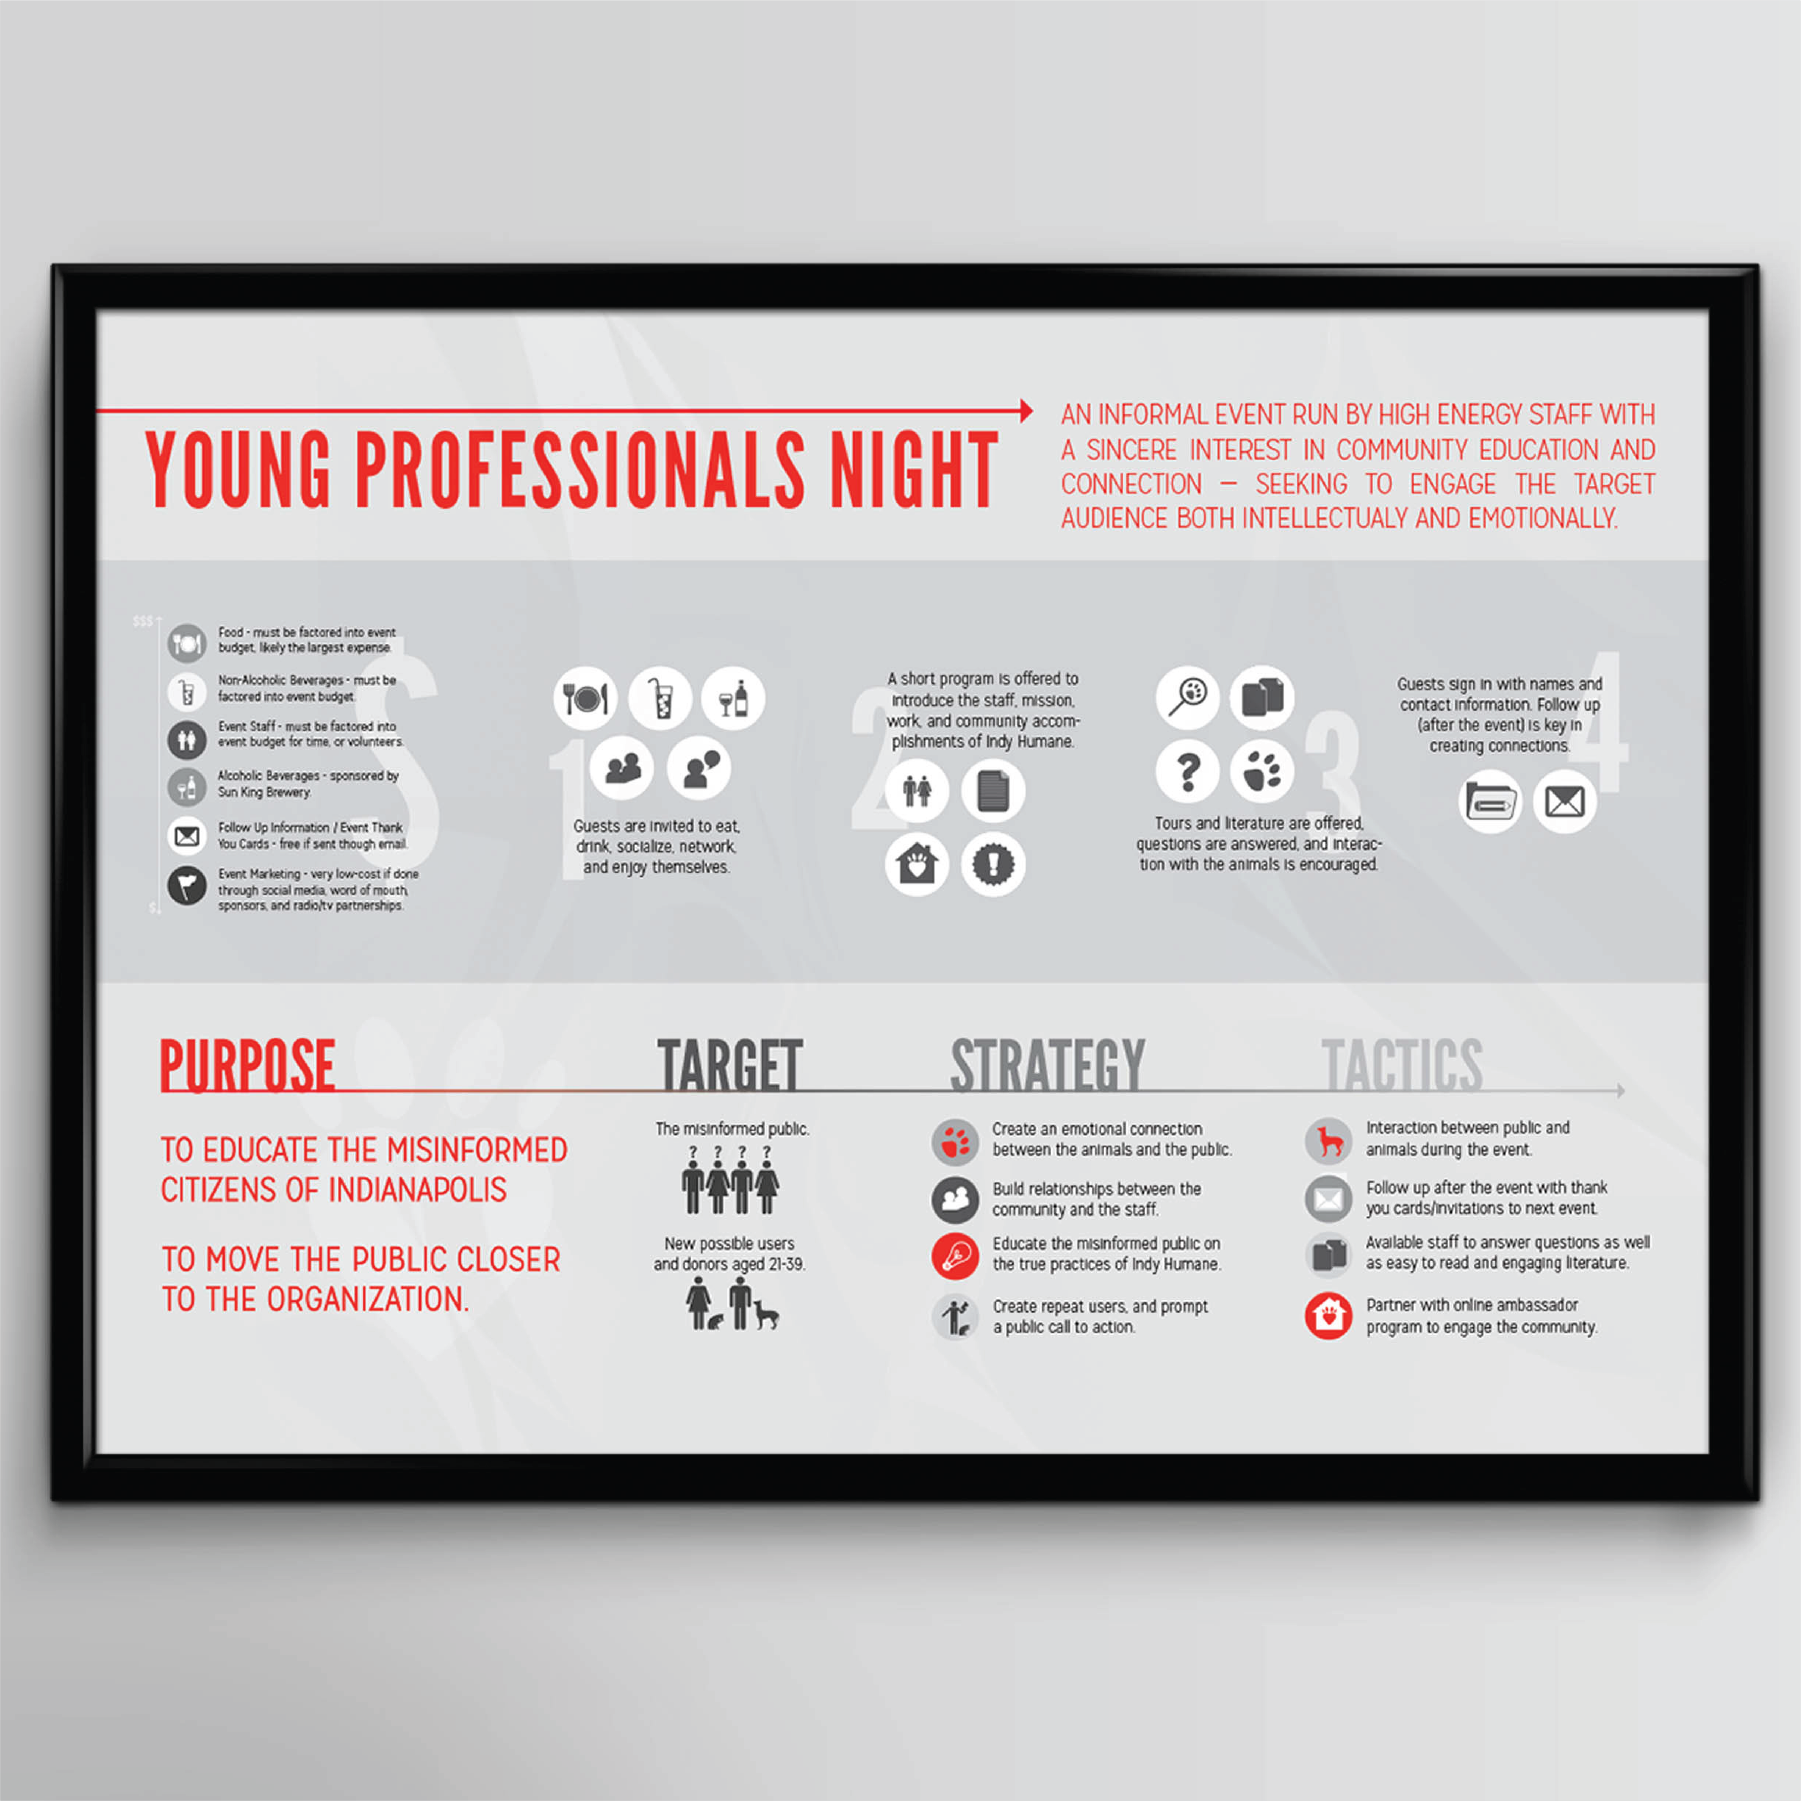 YOUNG PROFESSIONALS NIGHT
AN INFORMAL EVENT RUN BY HIGH ENERGY STAFF WITH
A SINCERE INTEREST IN COMMUNITY EDUCATION AND
CONNECTION – SEEKING TO ENGAGE THE TARGET
AUDIENCE BOTH INTELLECTUALY AND EMOTIONALLY.
$$$
$
$
Food - must be factored into event
budget, likely the largest expense.
Non-Alcoholic Beverages - must be
factored into event budget.
Event Staff - must be factored into
event budget for time, or volunteers.
Alcoholic Beverages - sponsored by
Sun King Brewery.
Follow Up Information / Event Thank
You Cards - free if sent though email.
Event Marketing - very low-cost if done
through social media, word of mouth,
sponsors, and radio/tv partnerships.
1
Guests are invited to eat,
drink, socialize, network,
and enjoy themselves.
2
A short program is offered to
introduce the staff, mission,
work, and community accom-
plishments of Indy Humane.
3
?
Tours and literature are offered,
questions are answered, and interac-
tion with the animals is encouraged.
4
Guests sign in with names and
contact information. Follow up
(after the event) is key in
creating connections.
PURPOSE
TO EDUCATE THE MISINFORMED
CITIZENS OF INDIANAPOLIS
TO MOVE THE PUBLIC CLOSER
TO THE ORGANIZATION.
TARGET
The misinformed public.
? ? ? ?
New possible users
and donors aged 21-39.
STRATEGY
Create an emotional connection
between the animals and the public.
Build relationships between the
community and the staff.
Educate the misinformed public on
the true practices of Indy Humane.
Create repeat users, and prompt
a public call to action.
TACTICS
Interaction between public and
animals during the event.
Follow up after the event with thank
you cards/invitations to next event.
Available staff to answer questions as well
as easy to read and engaging literature.
Partner with online ambassador
program to engage the community.